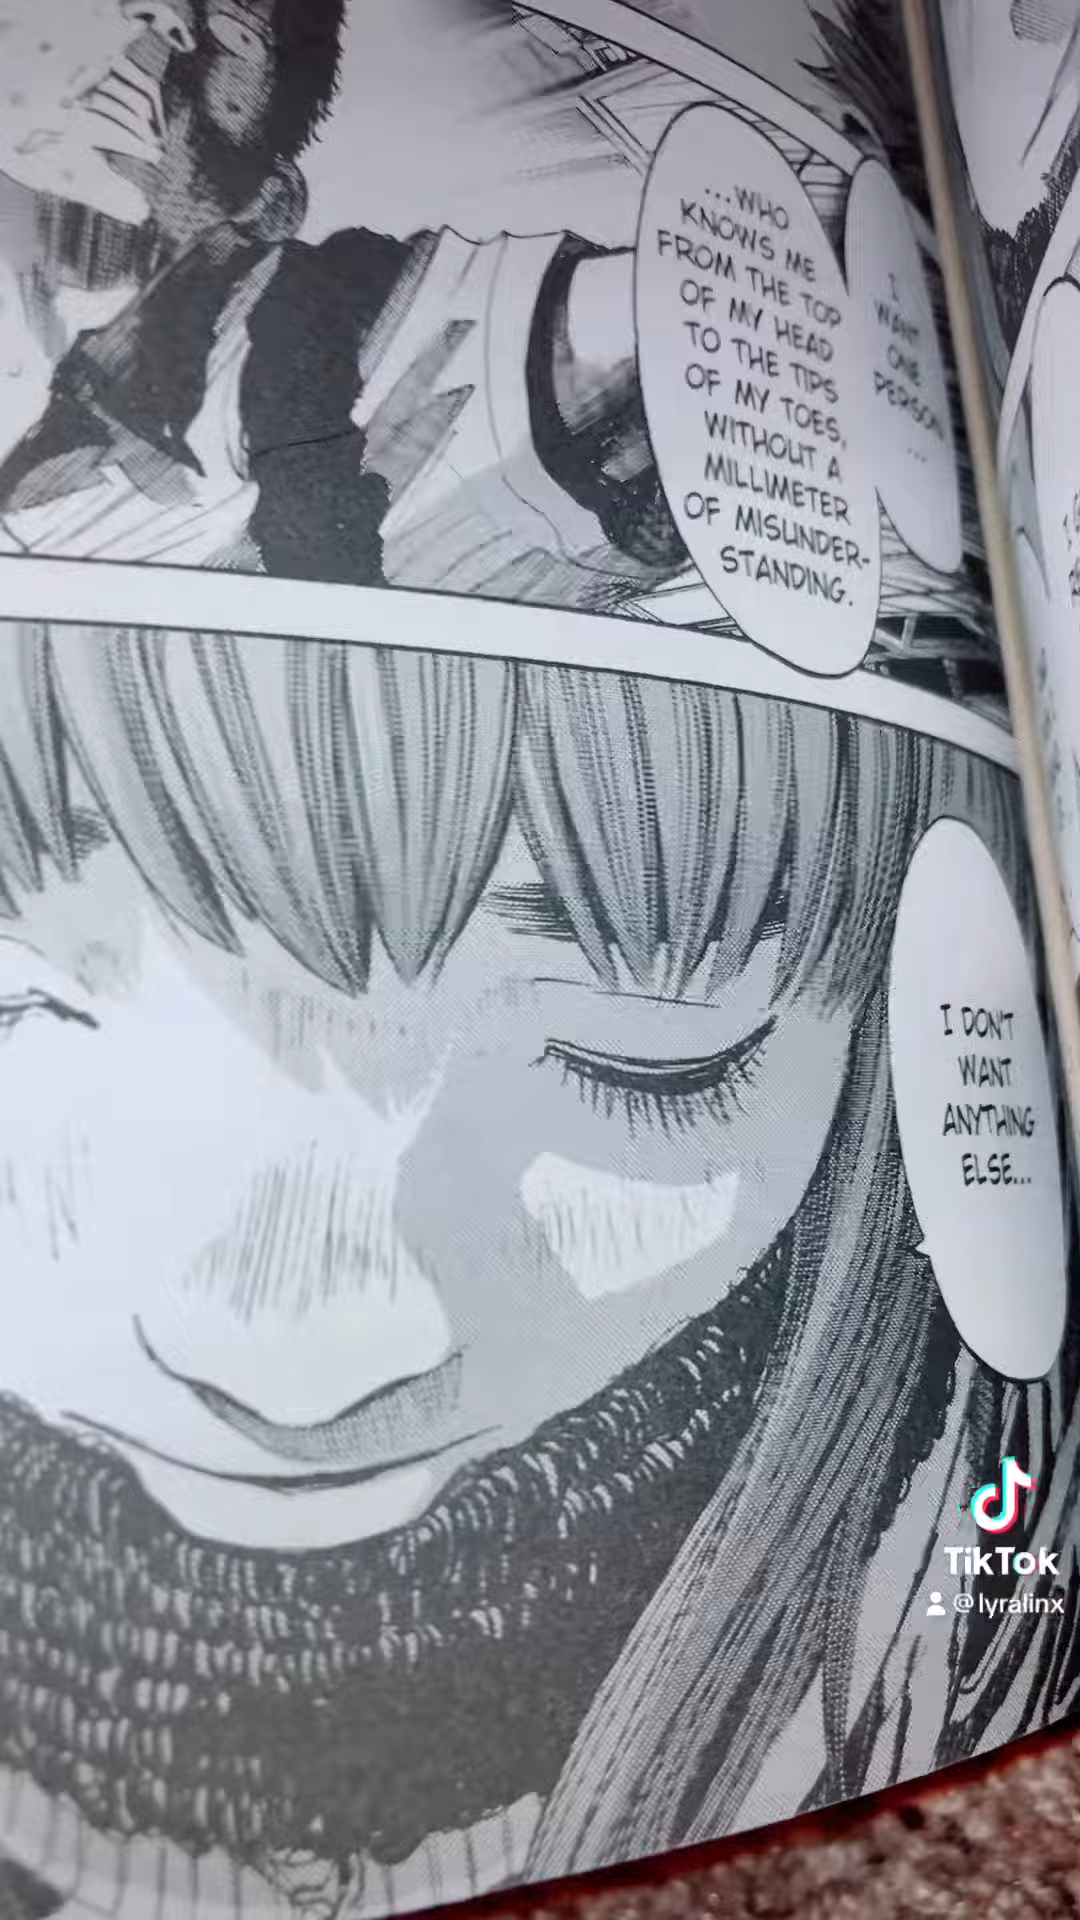 I
WANT
ONE
PERSON
...
...WHO
KNOWS ME
FROM THE TOP
OF MY HEAD
TO THE TIPS
OF MY TOES,
WITHOUT A
MILLIMETER
OF MISUNDER-
STANDING.
I DON'T
WANT
ANYTHING
ELSE...
TikTok
@lyralinx